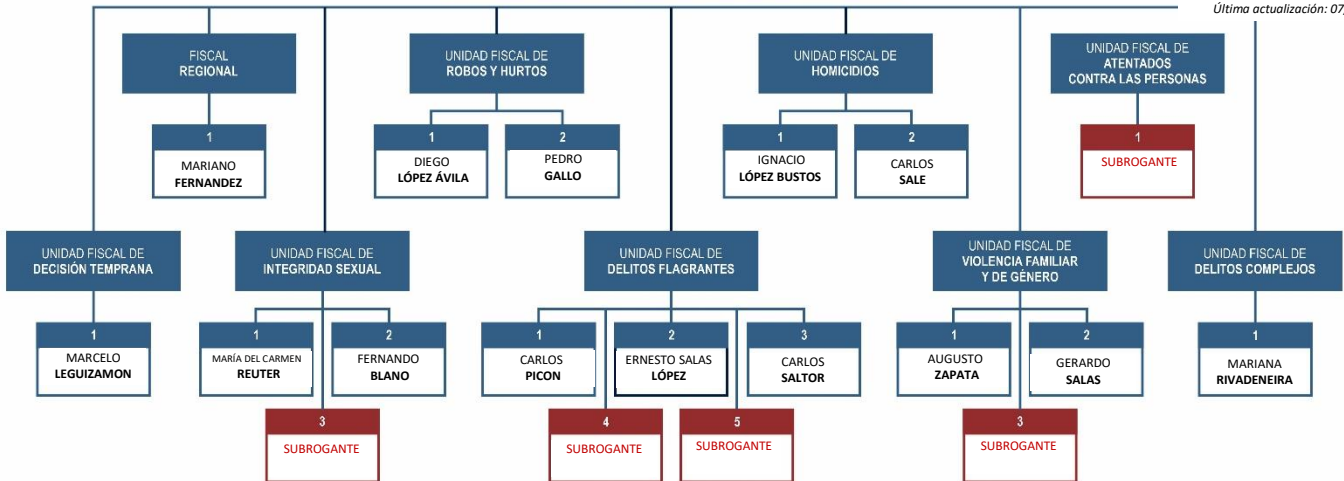 Última actualización: 07
FISCAL
REGIONAL
1
MARIANO
FERNANDEZ
UNIDAD FISCAL DE
ROBOS Y HURTOS
1
DIEGO
LÓPEZ ÁVILA
2
PEDRO
GALLO
UNIDAD FISCAL DE
HOMICIDIOS
1
IGNACIO
LÓPEZ BUSTOS
2
CARLOS
SALE
UNIDAD FISCAL DE
ATENTADOS
CONTRA LAS PERSONAS
1
SUBROGANTE
UNIDAD FISCAL DE
DECISIÓN TEMPRANA
1
MARCELO
LEGUIZAMON
UNIDAD FISCAL DE
INTEGRIDAD SEXUAL
1
MARÍA DEL CARMEN
REUTER
2
FERNANDO
BLANO
3
SUBROGANTE
UNIDAD FISCAL DE
DELITOS FLAGRANTES
1
CARLOS
PICON
2
ERNESTO SALAS
LÓPEZ
3
CARLOS
SALTOR
4
SUBROGANTE
5
SUBROGANTE
UNIDAD FISCAL DE
VIOLENCIA FAMILIAR
Y DE GÉNERO
1
AUGUSTO
ZAPATA
2
GERARDO
SALAS
3
SUBROGANTE
UNIDAD FISCAL DE
DELITOS COMPLEJOS
1
MARIANA
RIVADENEIRA